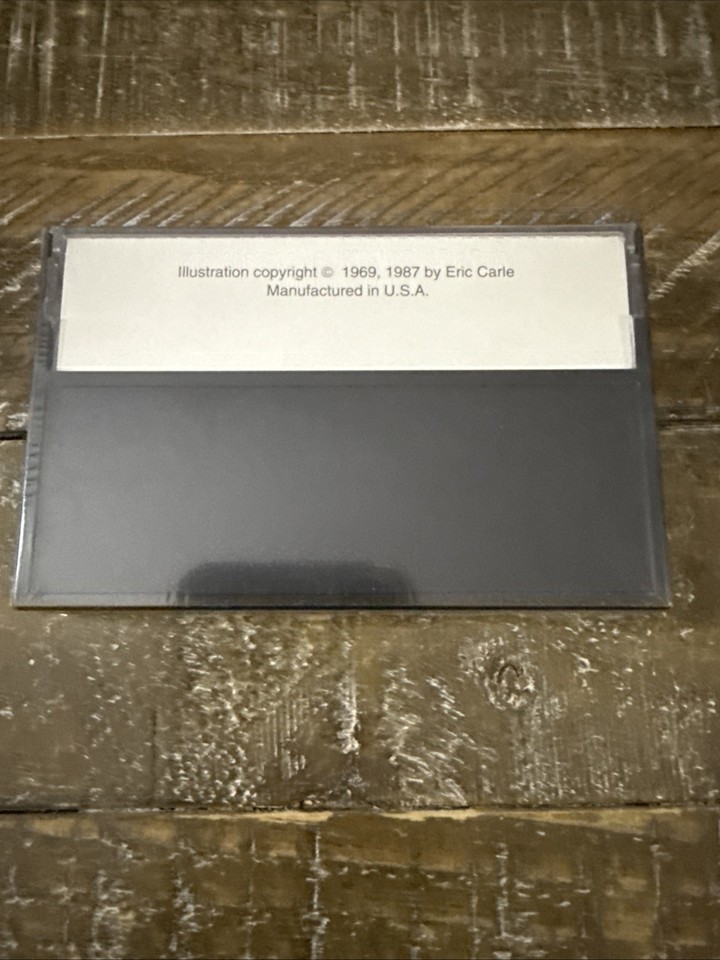 Illustration copyright © 1969, 1987 by Eric Carle
Manufactured in U.S.A.